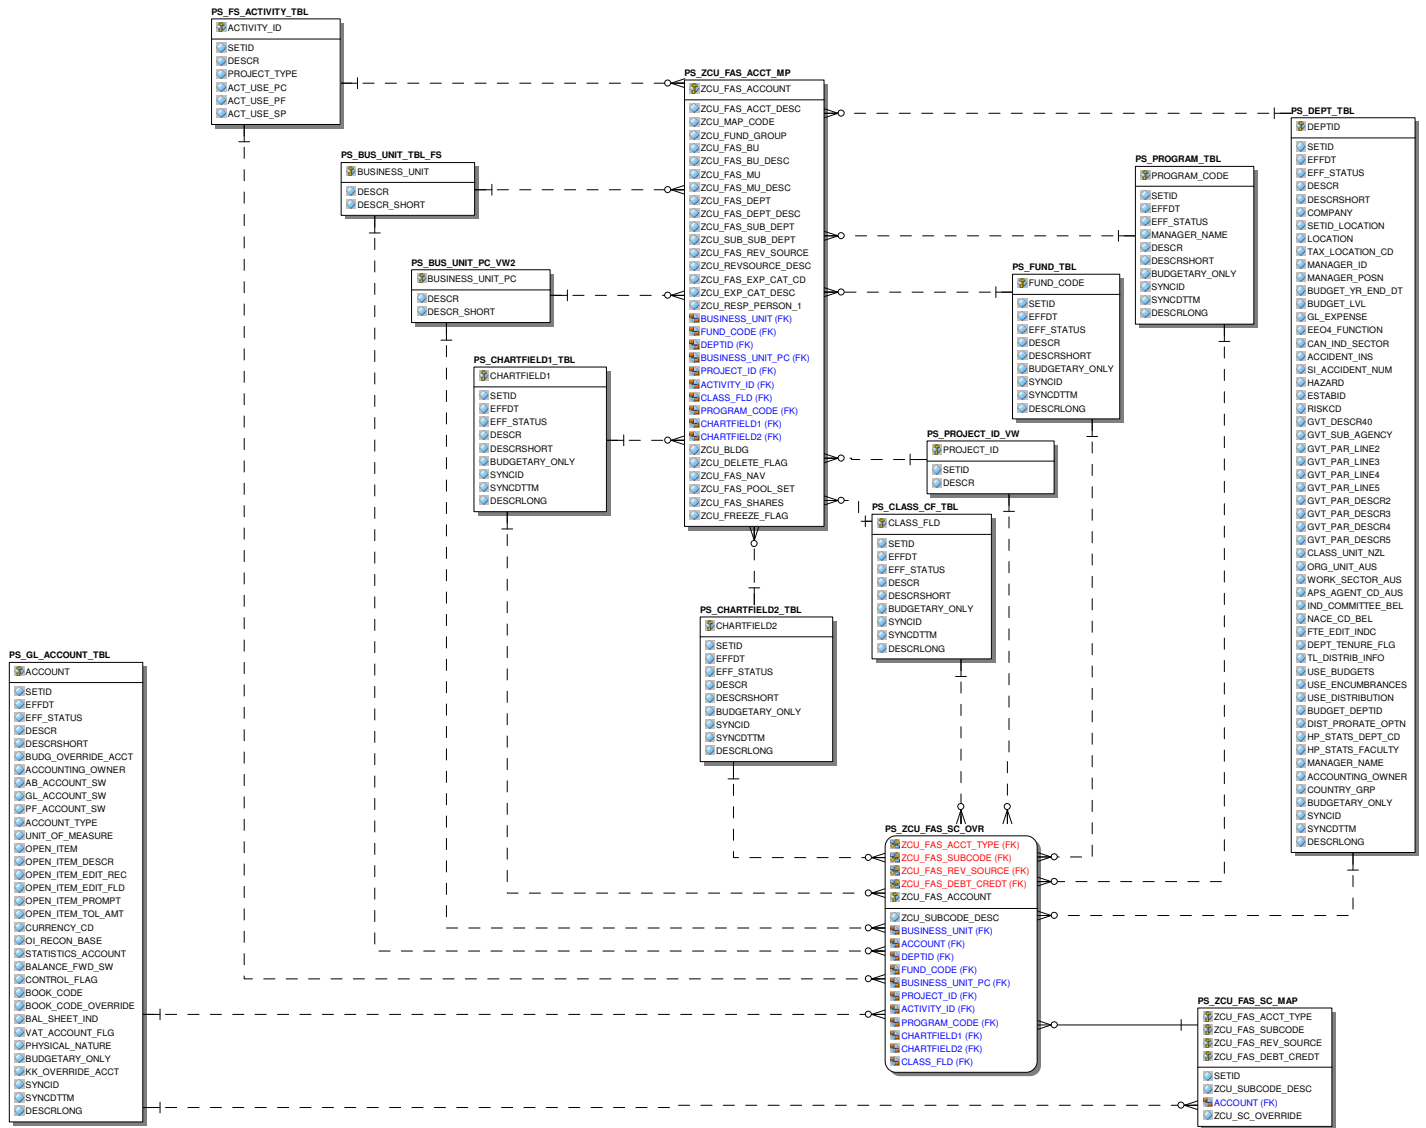 PS_FS_ACTIVITY_TBL
ACTIVITY_ID
SETID
DESCR
PROJECT_TYPE
ACT_USE_PC
ACT_USE_PF
ACT_USE_SP
PS_BUS_UNIT_TBL_FS
BUSINESS_UNIT
DESCR
DESCR_SHORT
PS_BUS_UNIT_PC_VW2
BUSINESS_UNIT_PC
DESCR
DESCR_SHORT
PS_CHARTFIELD1_TBL
CHARTFIELD1
SETID
EFFDT
EFF_STATUS
DESCR
DESCRSHORT
BUDGETARY_ONLY
SYNCID
SYNCDTTM
DESCRLONG
PS_ZCU_FAS_ACCT_MP
ZCU_FAS_ACCOUNT
ZCU_FAS_ACCT_DESC
ZCU_MAP_CODE
ZCU_FUND_GROUP
ZCU_FAS_BU
ZCU_FAS_BU_DESC
ZCU_FAS_MU
ZCU_FAS_MU_DESC
ZCU_FAS_DEPT
ZCU_FAS_DEPT_DESC
ZCU_FAS_SUB_DEPT
ZCU_SUB_SUB_DEPT
ZCU_FAS_REV_SOURCE
ZCU_REVSOURCE_DESC
ZCU_FAS_EXP_CAT_CD
ZCU_EXP_CAT_DESC
ZCU_RESP_PERSON_1
BUSINESS_UNIT (FK)
FUND_CODE (FK)
DEPTID (FK)
BUSINESS_UNIT_PC (FK)
PROJECT_ID (FK)
ACTIVITY_ID (FK)
CLASS_FLD (FK)
PROGRAM_CODE (FK)
CHARTFIELD1 (FK)
CHARTFIELD2 (FK)
ZCU_BLDG
ZCU_DELETE_FLAG
ZCU_FAS_NAV
ZCU_FAS_POOL_SET
ZCU_FAS_SHARES
ZCU_FREEZE_FLAG
PS_DEPT_TBL
DEPTID
SETID
EFFDT
EFF_STATUS
DESCR
DESCRSHORT
COMPANY
SETID_LOCATION
LOCATION
TAX_LOCATION_CD
MANAGER_ID
MANAGER_POSN
BUDGET_YR_END_DT
BUDGET_LVL
GL_EXPENSE
EEO4_FUNCTION
CAN_IND_SECTOR
ACCIDENT_INS
SI_ACCIDENT_NUM
HAZARD
ESTABID
RISKCD
GVT_DESCR40
GVT_SUB_AGENCY
GVT_PAR_LINE2
GVT_PAR_LINE3
GVT_PAR_LINE4
GVT_PAR_LINE5
GVT_PAR_DESCR2
GVT_PAR_DESCR3
GVT_PAR_DESCR4
GVT_PAR_DESCR5
CLASS_UNIT_NZL
ORG_UNIT_AUS
WORK_SECTOR_AUS
APS_AGENT_CD_AUS
IND_COMMITTEE_BEL
NACE_CD_BEL
FTE_EDIT_INDC
DEPT_TENURE_FLG
TL_DISTRIB_INFO
USE_BUDGETS
USE_ENCUMBRANCES
USE_DISTRIBUTION
BUDGET_DEPTID
DIST_PRORATE_OPTN
HP_STATS_DEPT_CD
HP_STATS_FACULTY
MANAGER_NAME
ACCOUNTING_OWNER
COUNTRY_GRP
BUDGETARY_ONLY
SYNCID
SYNCDTTM
DESCRLONG
PS_PROGRAM_TBL
PROGRAM_CODE
SETID
EFFDT
EFF_STATUS
MANAGER_NAME
DESCR
DESCRSHORT
BUDGETARY_ONLY
SYNCID
SYNCDTTM
DESCRLONG
PS_FUND_TBL
FUND_CODE
SETID
EFFDT
EFF_STATUS
DESCR
DESCRSHORT
BUDGETARY_ONLY
SYNCID
SYNCDTTM
DESCRLONG
PS_PROJECT_ID_VW
PROJECT_ID
SETID
DESCR
PS_CLASS_CF_TBL
CLASS_FLD
SETID
EFFDT
EFF_STATUS
DESCR
DESCRSHORT
BUDGETARY_ONLY
SYNCID
SYNCDTTM
DESCRLONG
PS_CHARTFIELD2_TBL
CHARTFIELD2
SETID
EFFDT
EFF_STATUS
DESCR
DESCRSHORT
BUDGETARY_ONLY
SYNCID
SYNCDTTM
DESCRLONG
PS_GL_ACCOUNT_TBL
ACCOUNT
SETID
EFFDT
EFF_STATUS
DESCR
DESCRSHORT
BUDG_OVERRIDE_ACCT
ACCOUNTING_OWNER
AB_ACCOUNT_SW
GL_ACCOUNT_SW
PF_ACCOUNT_SW
ACCOUNT_TYPE
UNIT_OF_MEASURE
OPEN_ITEM
OPEN_ITEM_DESCR
OPEN_ITEM_EDIT_REC
OPEN_ITEM_EDIT_FLD
OPEN_ITEM_PROMPT
OPEN_ITEM_TOL_AMT
CURRENCY_CD
OI_RECON_BASE
STATISTICS_ACCOUNT
BALANCE_FWD_SW
CONTROL_FLAG
BOOK_CODE
BOOK_CODE_OVERRIDE
BAL_SHEET_IND
VAT_ACCOUNT_FLG
PHYSICAL_NATURE
BUDGETARY_ONLY
KK_OVERRIDE_ACCT
SYNCID
SYNCDTTM
DESCRLONG
PS_ZCU_FAS_SC_OVR
ZCU_FAS_ACCT_TYPE (FK)
ZCU_FAS_SUBCODE (FK)
ZCU_FAS_REV_SOURCE (FK)
ZCU_FAS_DEBT_CREDT (FK)
ZCU_FAS_ACCOUNT
ZCU_SUBCODE_DESC
BUSINESS_UNIT (FK)
ACCOUNT (FK)
DEPTID (FK)
FUND_CODE (FK)
BUSINESS_UNIT_PC (FK)
PROJECT_ID (FK)
ACTIVITY_ID (FK)
PROGRAM_CODE (FK)
CHARTFIELD1 (FK)
CHARTFIELD2 (FK)
CLASS_FLD (FK)
PS_ZCU_FAS_SC_MAP
ZCU_FAS_ACCT_TYPE
ZCU_FAS_SUBCODE
ZCU_FAS_REV_SOURCE
ZCU_FAS_DEBT_CREDT
SETID
ZCU_SUBCODE_DESC
ACCOUNT (FK)
ZCU_SC_OVERRIDE